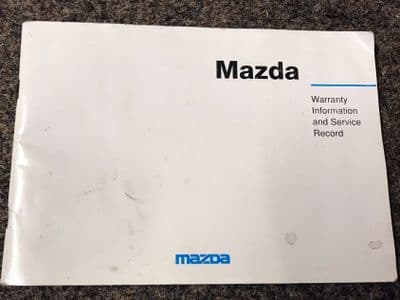 Mazda
Warranty
Information
and Service
Record
mazda